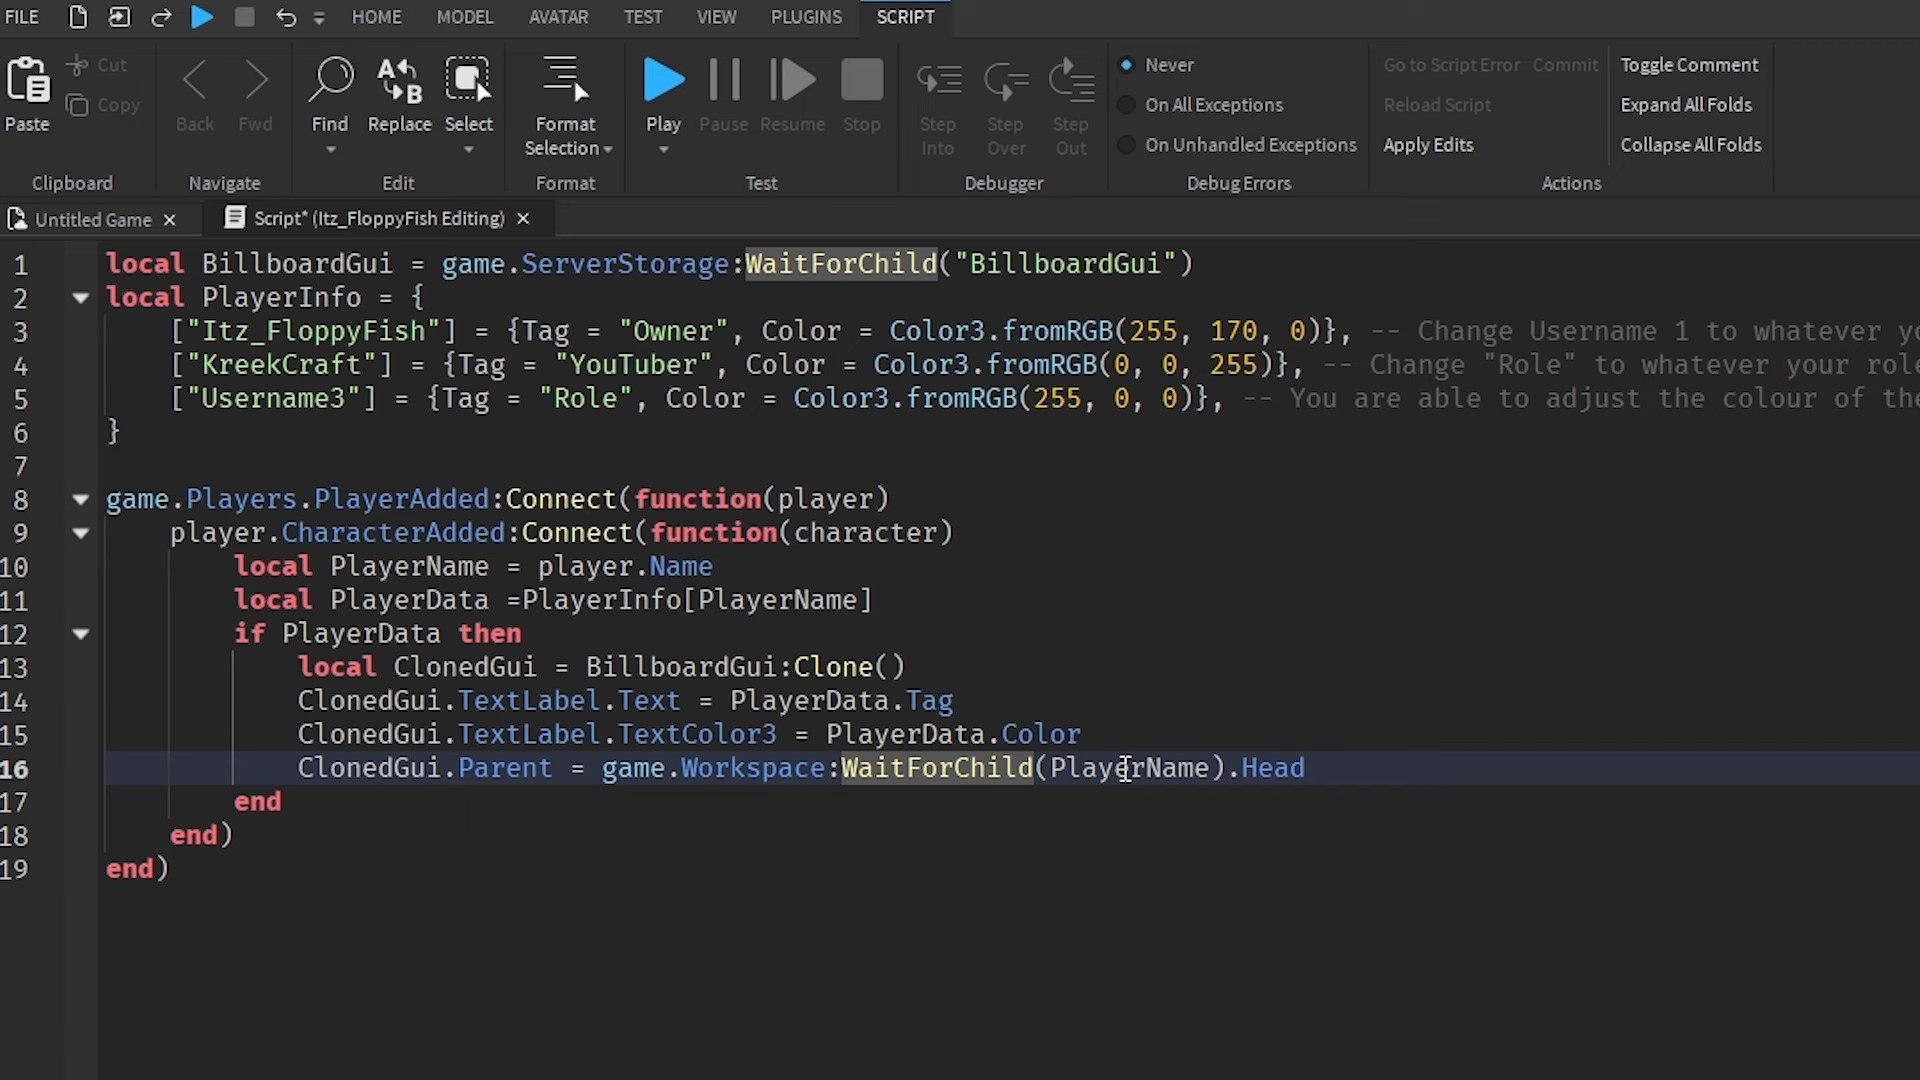 FILE HOME MODEL AVATAR TEST VIEW PLUGINS SCRIPT
Paste Cut Copy Back Fwd Find Replace Select Format Selection Play Pause Resume Stop Step Into Step Over Step Out Never On All Exceptions On Unhandled Exceptions Go to Script Error Commit Reload Script Apply Edits Toggle Comment Expand All Folds Collapse All Folds
Clipboard Navigate Edit Format Test Debugger Debug Errors Actions
Untitled Game × Script* (Itz_FloppyFish Editing) ×
1 local BillboardGui = game.ServerStorage:WaitForChild("BillboardGui")
2 local PlayerInfo = {
3 ["Itz_FloppyFish"] = {Tag = "Owner", Color = Color3.fromRGB(255, 170, 0)}, -- Change Username 1 to whatever
4 ["KreekCraft"] = {Tag = "YouTuber", Color = Color3.fromRGB(0, 0, 255)}, -- Change "Role" to whatever your role
5 ["Username3"] = {Tag = "Role", Color = Color3.fromRGB(255, 0, 0)}, -- You are able to adjust the colour of the
6 }
7
8 game.Players.PlayerAdded:Connect(function(player)
9 player.CharacterAdded:Connect(function(character)
10 local PlayerName = player.Name
11 local PlayerData =PlayerInfo[PlayerName]
12 if PlayerData then
13 local ClonedGui = BillboardGui:Clone()
14 ClonedGui.TextLabel.Text = PlayerData.Tag
15 ClonedGui.TextLabel.TextColor3 = PlayerData.Color
16 ClonedGui.Parent = game.Workspace:WaitForChild(PlayerName).Head
17 end
18 end)
19 end)